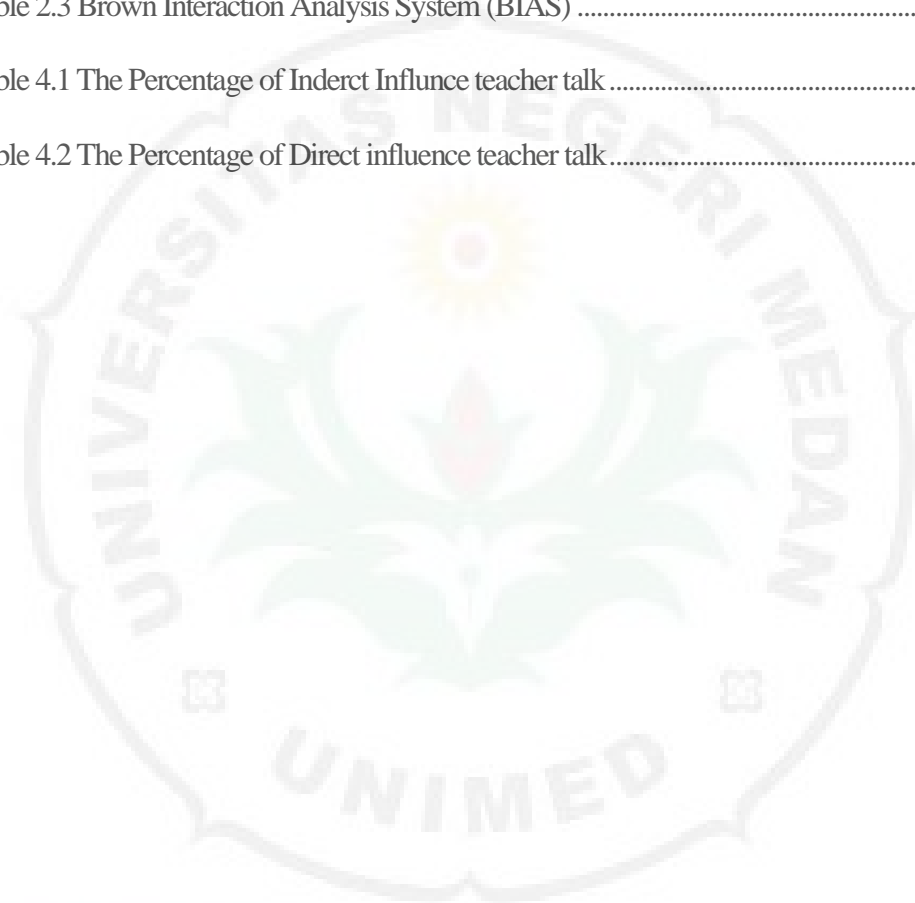 ble 2.3 Brown Interaction Analysis System (BIAS) ........................................
ble 4.1 The Percentage of Inderct Influnce teacher talk ....................................
ble 4.2 The Percentage of Direct influence teacher talk ....................................
UNIVERSITAS NEGERI MEDAN
UNIMED